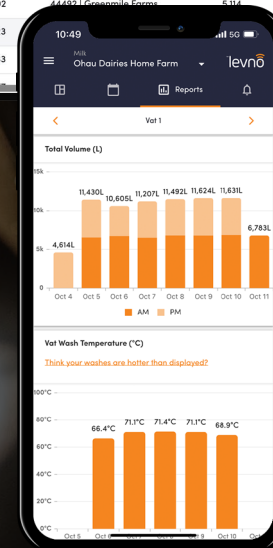 44492 | Greenmile Farms 5,114
10:49 5G
Milk
Ohau Dairies Home Farm
levno
Reports
Vat 1
Total Volume (L)
15k
11,430L 10,605L 11,207L 11,492L 11,624L 11,631L
10k
6,783L
5k
4,614L
0
Oct 4 Oct 5 Oct 6 Oct 7 Oct 8 Oct 9 Oct 10 Oct 11
AM PM
Vat Wash Temperature (°C)
Think your washes are hotter than displayed?
100°C
80°C
66.4°C 71.1°C 71.4°C 71.1°C 68.9°C
60°C
40°C
20°C
0°C
Oct 5 Oct 9 Oct 10